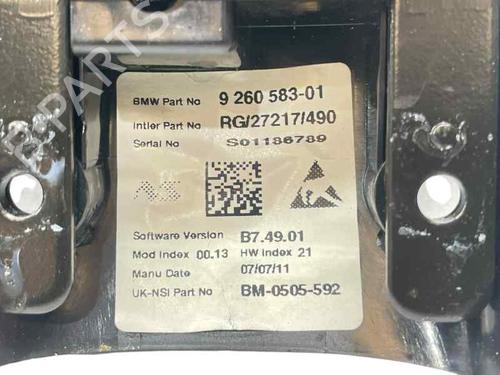 B-PARTS
BMW Part No 9 260 583-01
Intier Part No RG/27217/490
Serial No S01186789
Software Version B7.49.01
Mod Index 00.13 HW Index 21
Manu Date 07/07/11
UK-NSI Part No BM-0505-592